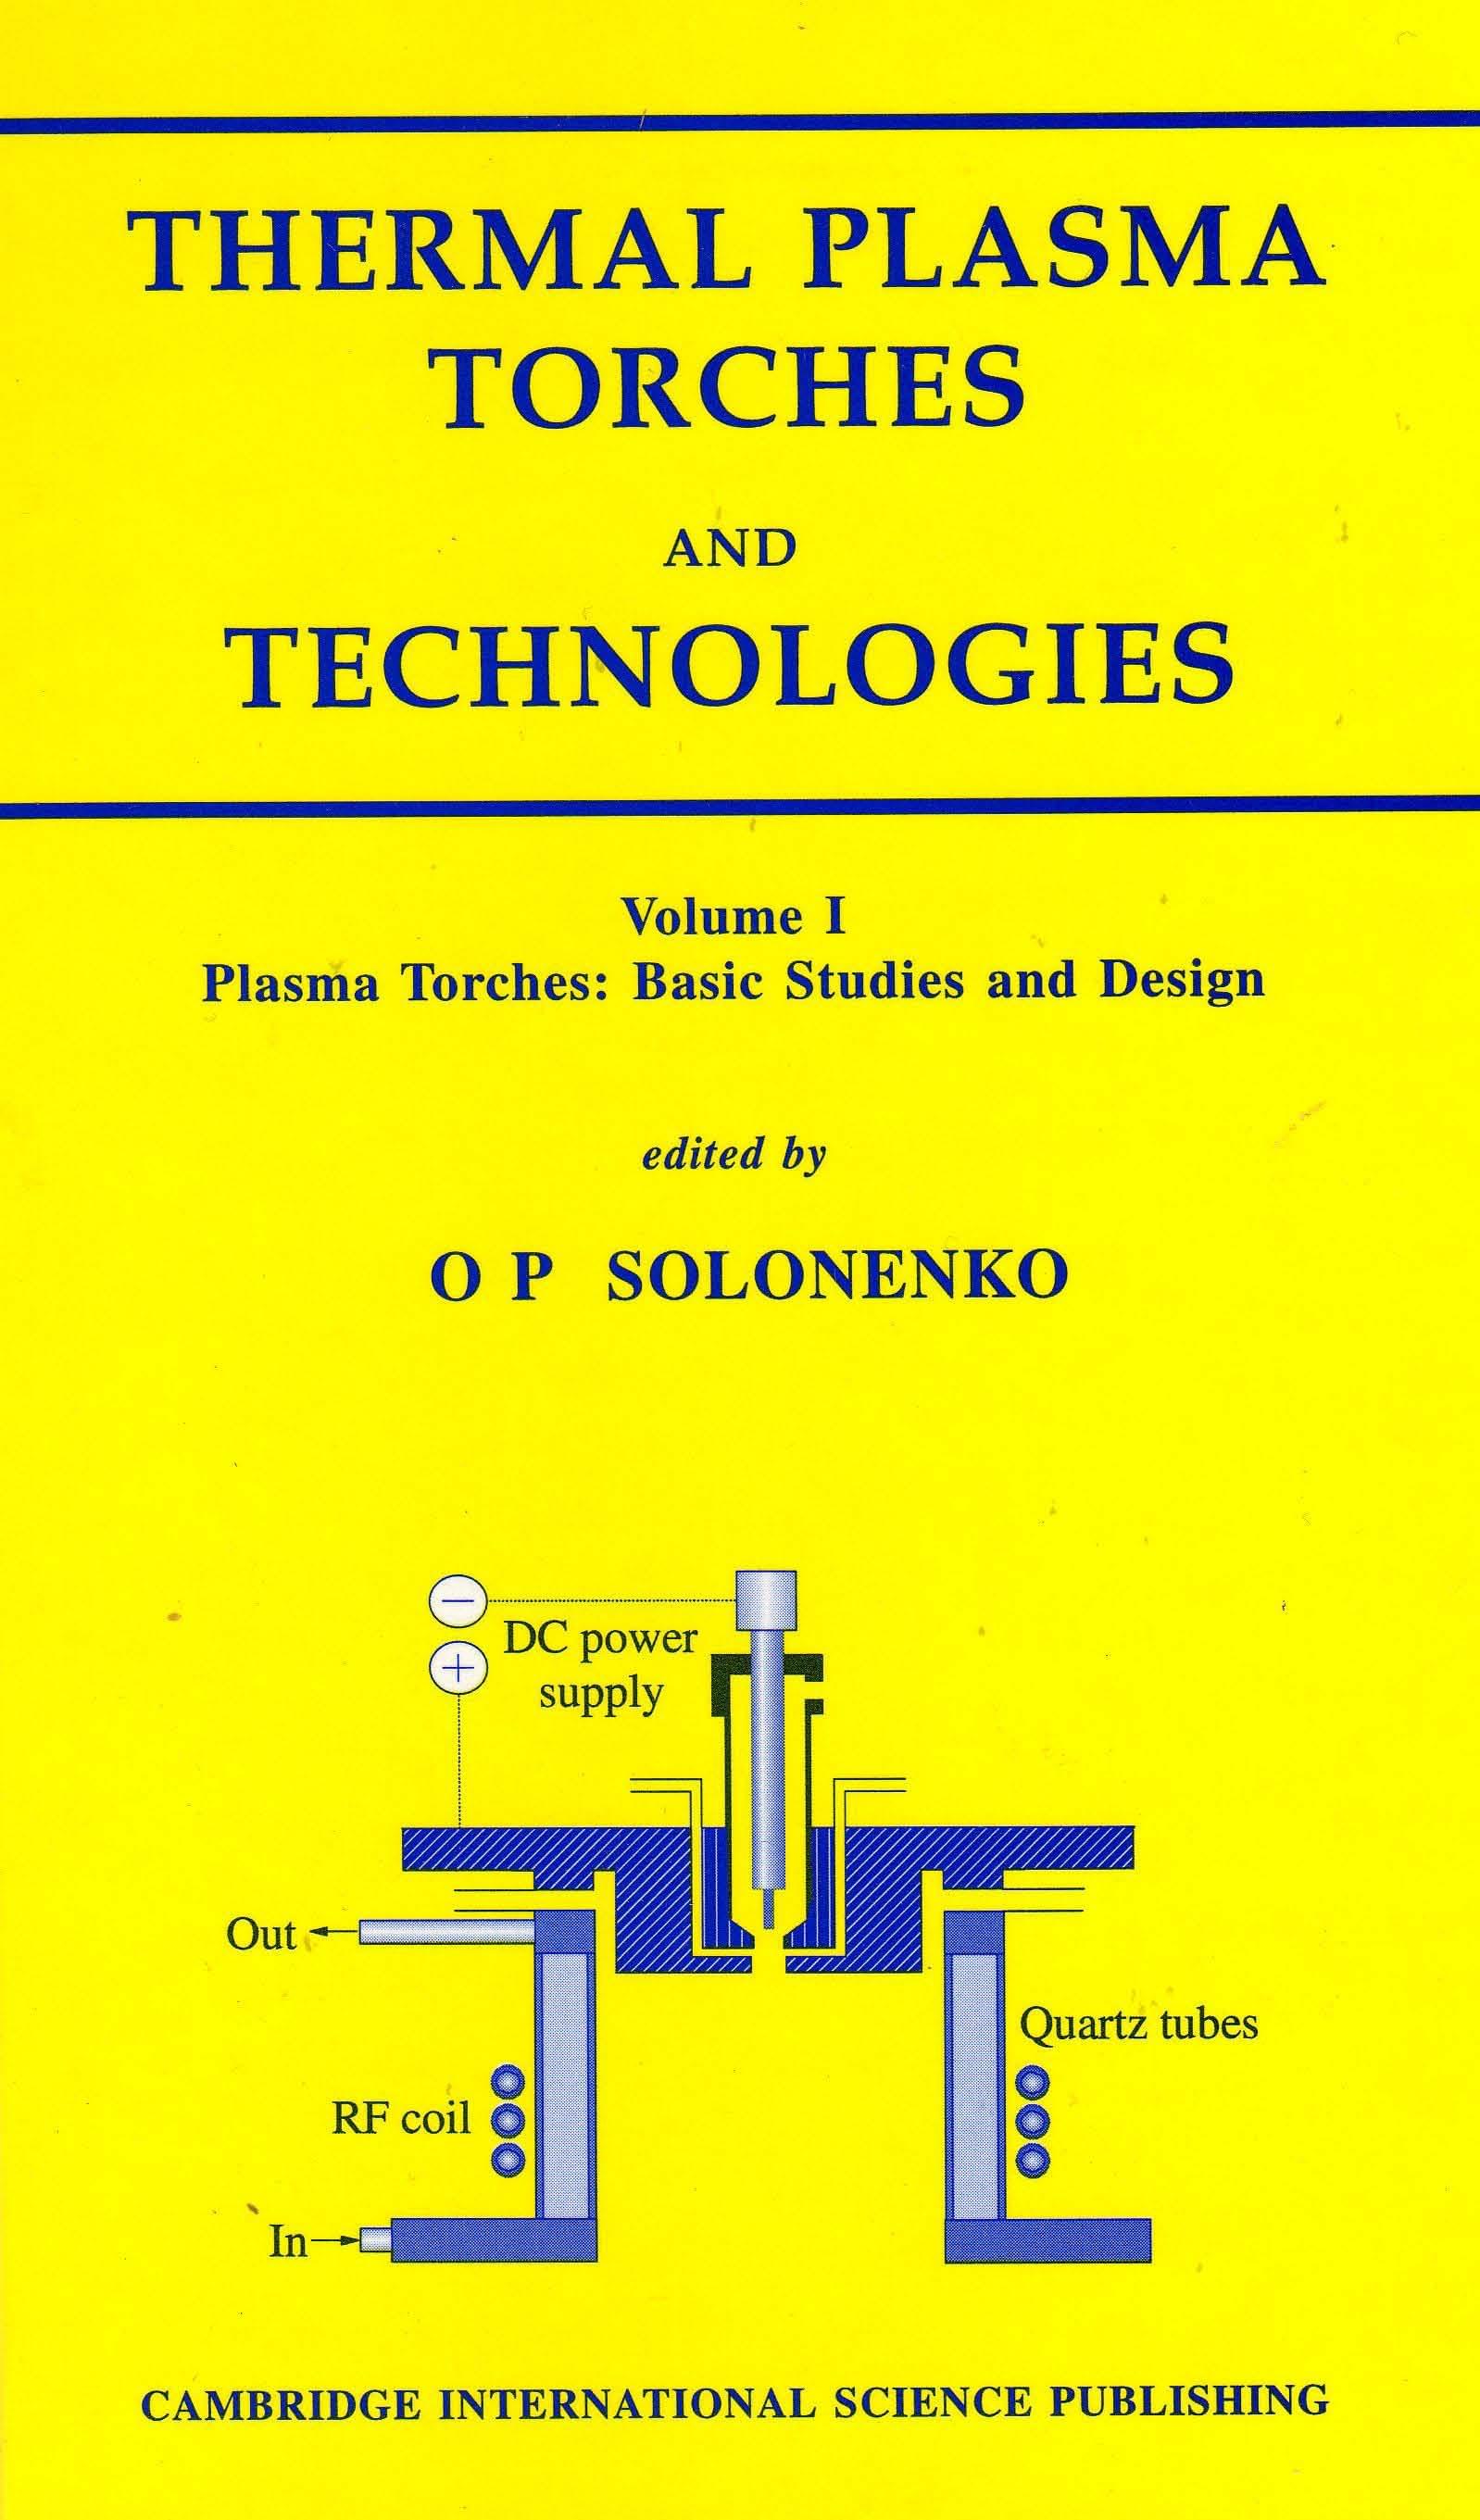 THERMAL PLASMA
TORCHES
AND
TECHNOLOGIES
Volume I
Plasma Torches: Basic Studies and Design
edited by
O P SOLONENKO
−
DC power
+
supply
Out
Quartz tubes
RF coil
In
CAMBRIDGE INTERNATIONAL SCIENCE PUBLISHING